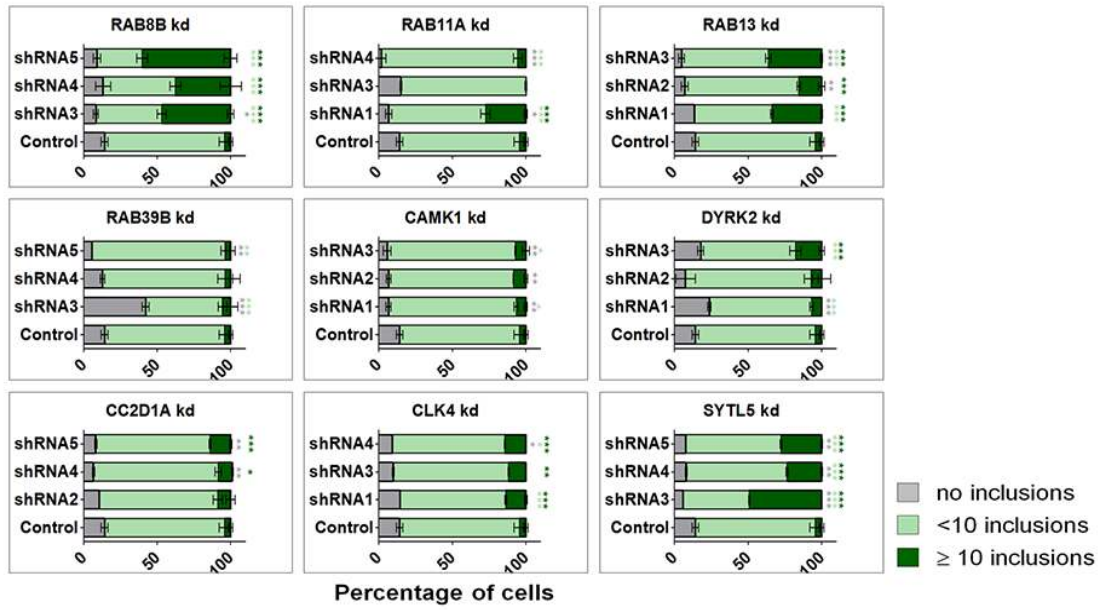 RAB8B kd
shRNA5
shRNA4
shRNA3
Control
0 50 100
RAB11A kd
shRNA4
shRNA3
shRNA1
Control
0 50 100
RAB13 kd
shRNA3
shRNA2
shRNA1
Control
0 50 100
RAB39B kd
shRNA5
shRNA4
shRNA3
Control
0 50 100
CAMK1 kd
shRNA3
shRNA2
shRNA1
Control
0 50 100
DYRK2 kd
shRNA3
shRNA2
shRNA1
Control
0 50 100
CC2D1A kd
shRNA5
shRNA4
shRNA2
Control
0 50 100
CLK4 kd
shRNA4
shRNA3
shRNA1
Control
0 50 100
SYTL5 kd
shRNA5
shRNA4
shRNA3
Control
0 50 100
no inclusions
<10 inclusions
≥ 10 inclusions
Percentage of cells